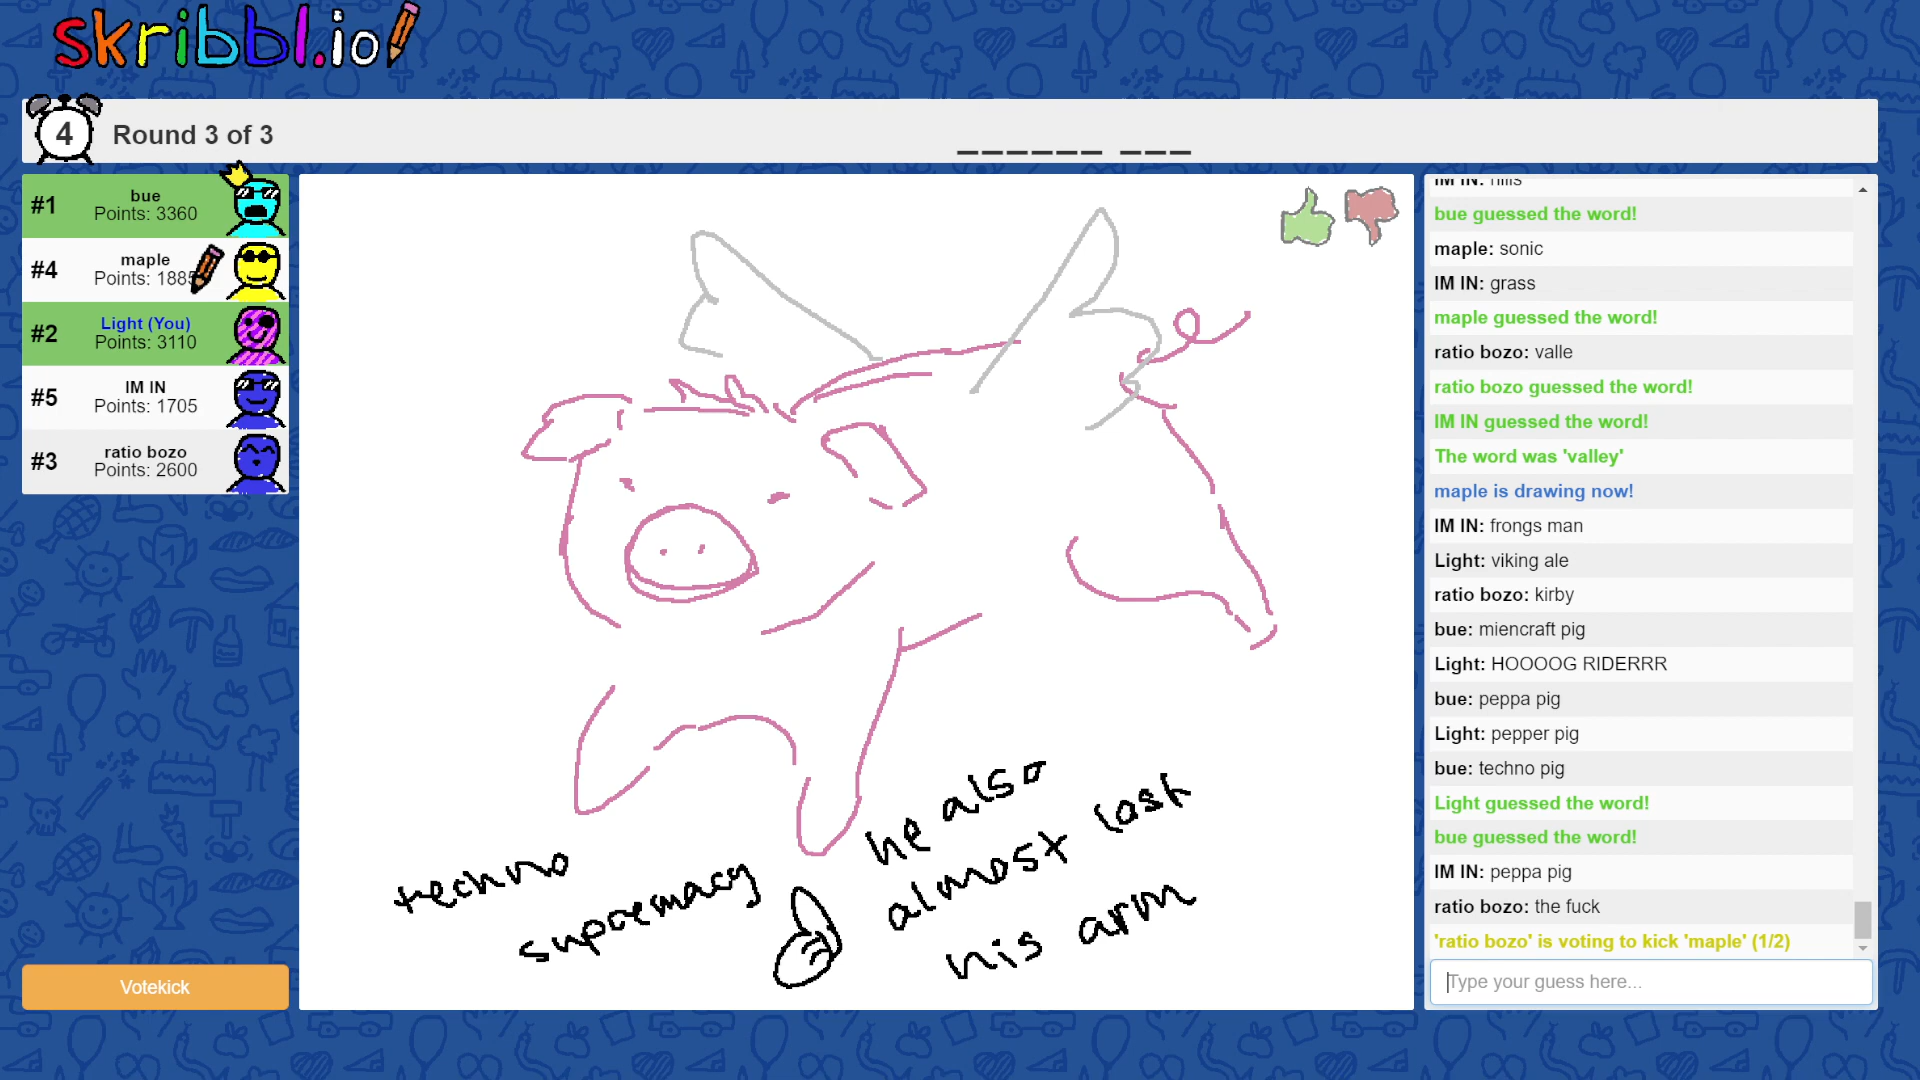 skribbl.io
4
Round 3 of 3
______ ___
#1
bue
Points: 3360
#4
maple
Points: 1885
#2
Light (You)
Points: 3110
#5
IM IN
Points: 1705
#3
ratio bozo
Points: 2600
Votekick
techno
supremacy
he also
almost losh
his arm
IM IN: hills
bue guessed the word!
maple: sonic
IM IN: grass
maple guessed the word!
ratio bozo: valle
ratio bozo guessed the word!
IM IN guessed the word!
The word was 'valley'
maple is drawing now!
IM IN: frongs man
Light: viking ale
ratio bozo: kirby
bue: miencraft pig
Light: HOOOOG RIDERRR
bue: peppa pig
Light: pepper pig
bue: techno pig
Light guessed the word!
bue guessed the word!
IM IN: peppa pig
ratio bozo: the fuck
'ratio bozo' is voting to kick 'maple' (1/2)
Type your guess here...